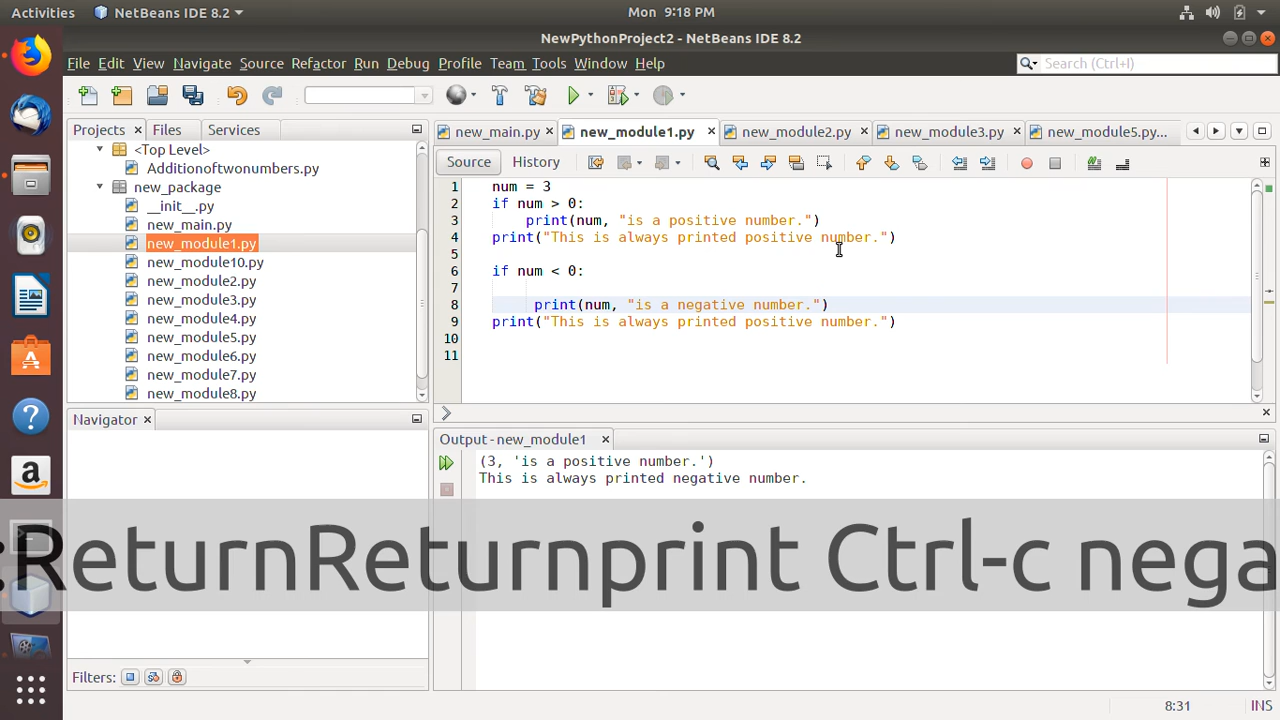 Activities NetBeans IDE 8.2 Mon 9:18 PM
NewPythonProject2 - NetBeans IDE 8.2
File Edit View Navigate Source Refactor Run Debug Profile Team Tools Window Help Search (Ctrl+I)
Projects Files Services
new_main.py new_module1.py new_module2.py new_module3.py new_module5.py...
Source History
<Top Level>
Additionoftwonumbers.py
new_package
__init__.py
new_main.py
new_module1.py
new_module10.py
new_module2.py
new_module3.py
new_module4.py
new_module5.py
new_module6.py
new_module7.py
new_module8.py
1 num = 3
2 if num > 0:
3 print(num, "is a positive number.")
4 print("This is always printed positive number.")
5
6 if num < 0:
7
8 print(num, "is a negative number.")
9 print("This is always printed positive number.")
10
11
Navigator
Output - new_module1
(3, 'is a positive number.')
This is always printed negative number.
:ReturnReturnprint Ctrl-c nega
Filters:
8:31 INS